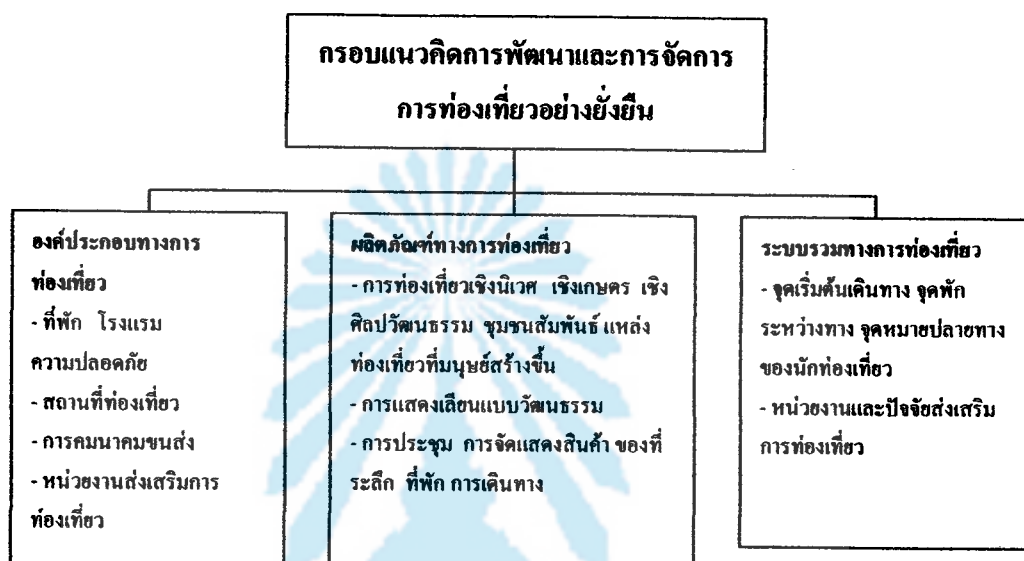 กรอบแนวคิดการพัฒนาและการจัดการ
การท่องเที่ยวอย่างยั่งยืน
องค์ประกอบทางการ
ท่องเที่ยว
- ที่พัก โรงแรม
ความปลอดภัย
- สถานที่ท่องเที่ยว
- การคมนาคมขนส่ง
- หน่วยงานส่งเสริมการ
ท่องเที่ยว
ผลิตภัณฑ์ทางการท่องเที่ยว
- การท่องเที่ยวเชิงนิเวศ เชิงเกษตร เชิง
ศิลปวัฒนธรรม ชุมชนสัมพันธ์ แหล่ง
ท่องเที่ยวที่มนุษย์สร้างขึ้น
- การแสดงเลียนแบบวัฒนธรรม
- การประชุม การจัดแสดงสินค้า ของที่
ระลึก ที่พัก การเดินทาง
ระบบรวมทางการท่องเที่ยว
- จุดเริ่มต้นเดินทาง จุดพัก
ระหว่างทาง จุดหมายปลายทาง
ของนักท่องเที่ยว
- หน่วยงานและปัจจัยส่งเสริม
การท่องเที่ยว